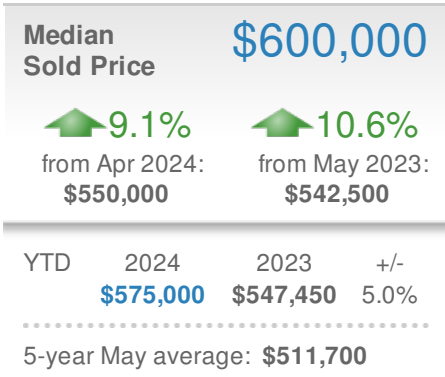 Median $600,000
Sold Price
9.1% 10.6%
from Apr 2024: from May 2023:
$550,000 $542,500
YTD 2024 2023 +/-
$575,000 $547,450 5.0%
5-year May average: $511,700